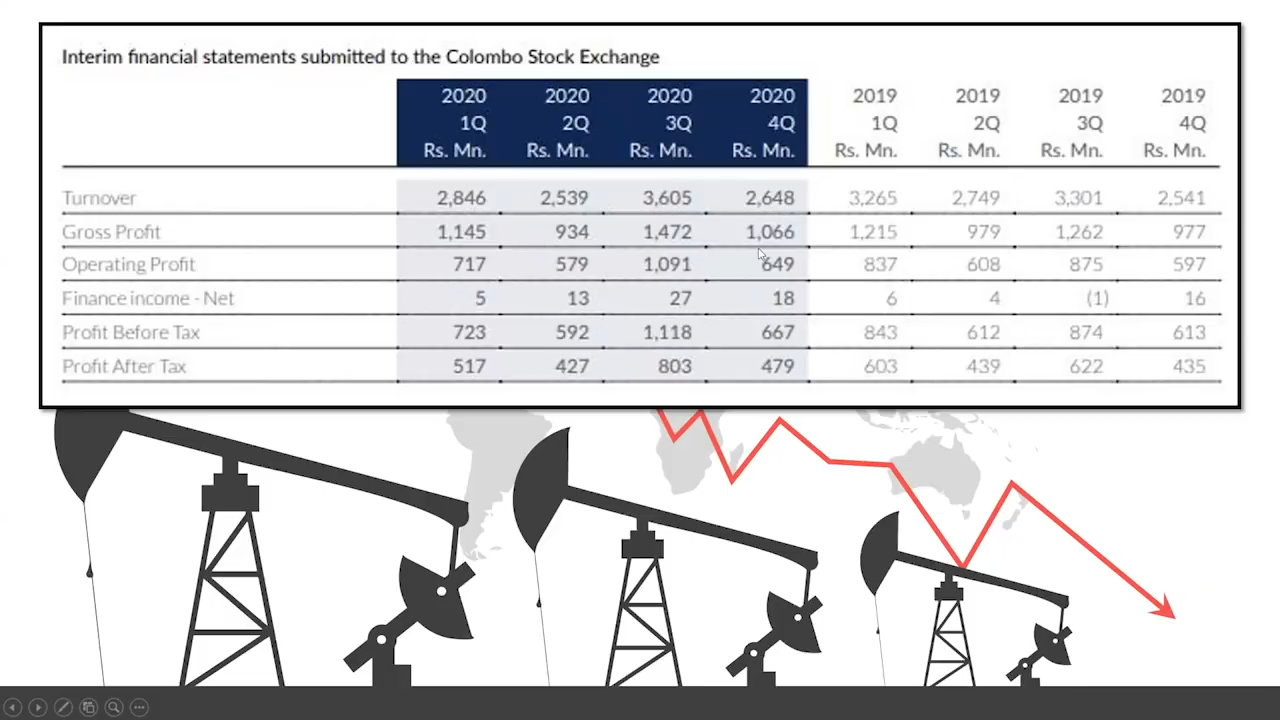 Interim financial statements submitted to the Colombo Stock Exchange
2020 2020 2020 2020 2019 2019 2019 2019
1Q 2Q 3Q 4Q 1Q 2Q 3Q 4Q
Rs. Mn. Rs. Mn. Rs. Mn. Rs. Mn. Rs. Mn. Rs. Mn. Rs. Mn. Rs. Mn.
Turnover 2,846 2,539 3,605 2,648 3,265 2,749 3,301 2,541
Gross Profit 1,145 934 1,472 1,066 1,215 979 1,262 977
Operating Profit 717 579 1,091 649 837 608 875 597
Finance income - Net 5 13 27 18 6 4 (1) 16
Profit Before Tax 723 592 1,118 667 843 612 874 613
Profit After Tax 517 427 803 479 603 439 622 435